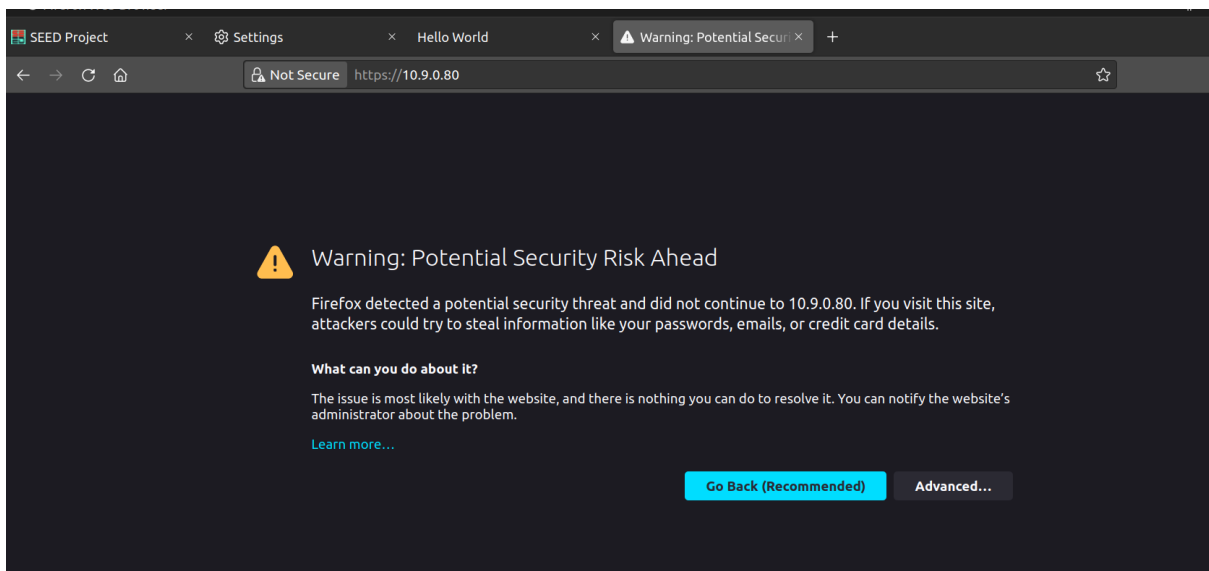 SEED Project
Settings
Hello World
Warning: Potential Securi
Not Secure https://10.9.0.80
Warning: Potential Security Risk Ahead
Firefox detected a potential security threat and did not continue to 10.9.0.80. If you visit this site,
attackers could try to steal information like your passwords, emails, or credit card details.
What can you do about it?
The issue is most likely with the website, and there is nothing you can do to resolve it. You can notify the website's
administrator about the problem.
Learn more…
Go Back (Recommended)
Advanced…